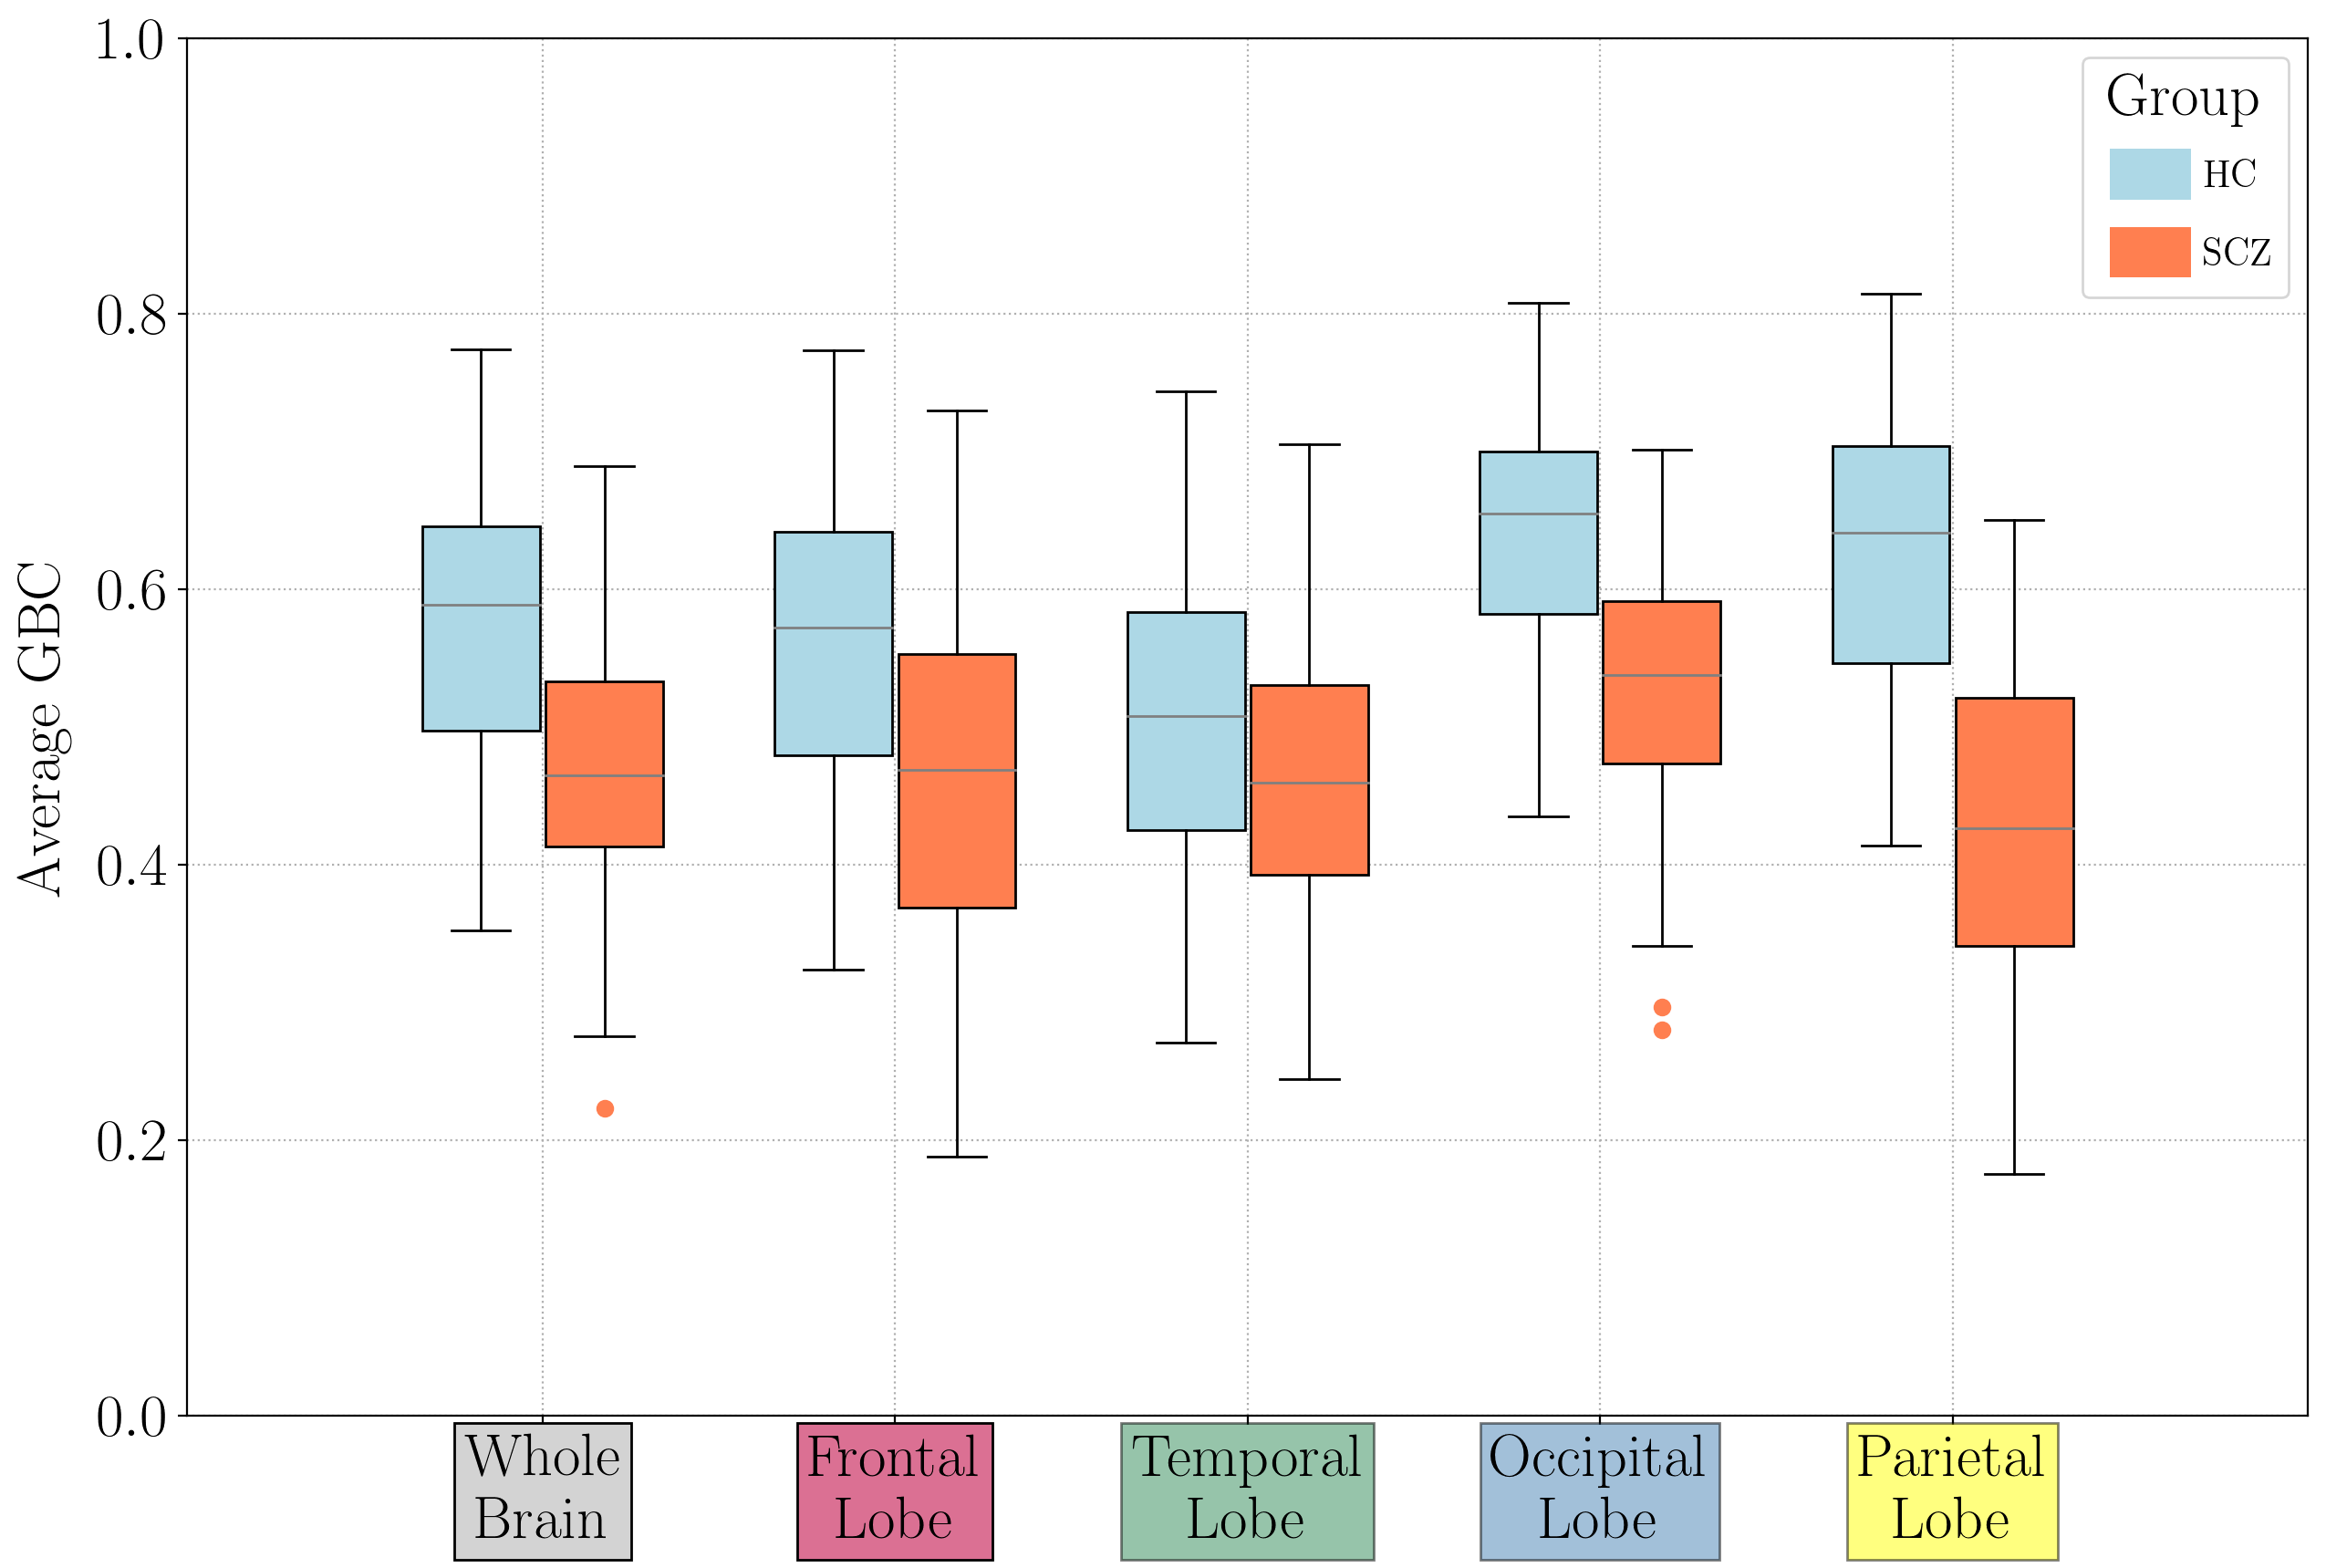 Average GBC
1.0
0.8
0.6
0.4
0.2
0.0
Group
HC
SCZ
Whole
Brain
Frontal
Lobe
Temporal
Lobe
Occipital
Lobe
Parietal
Lobe